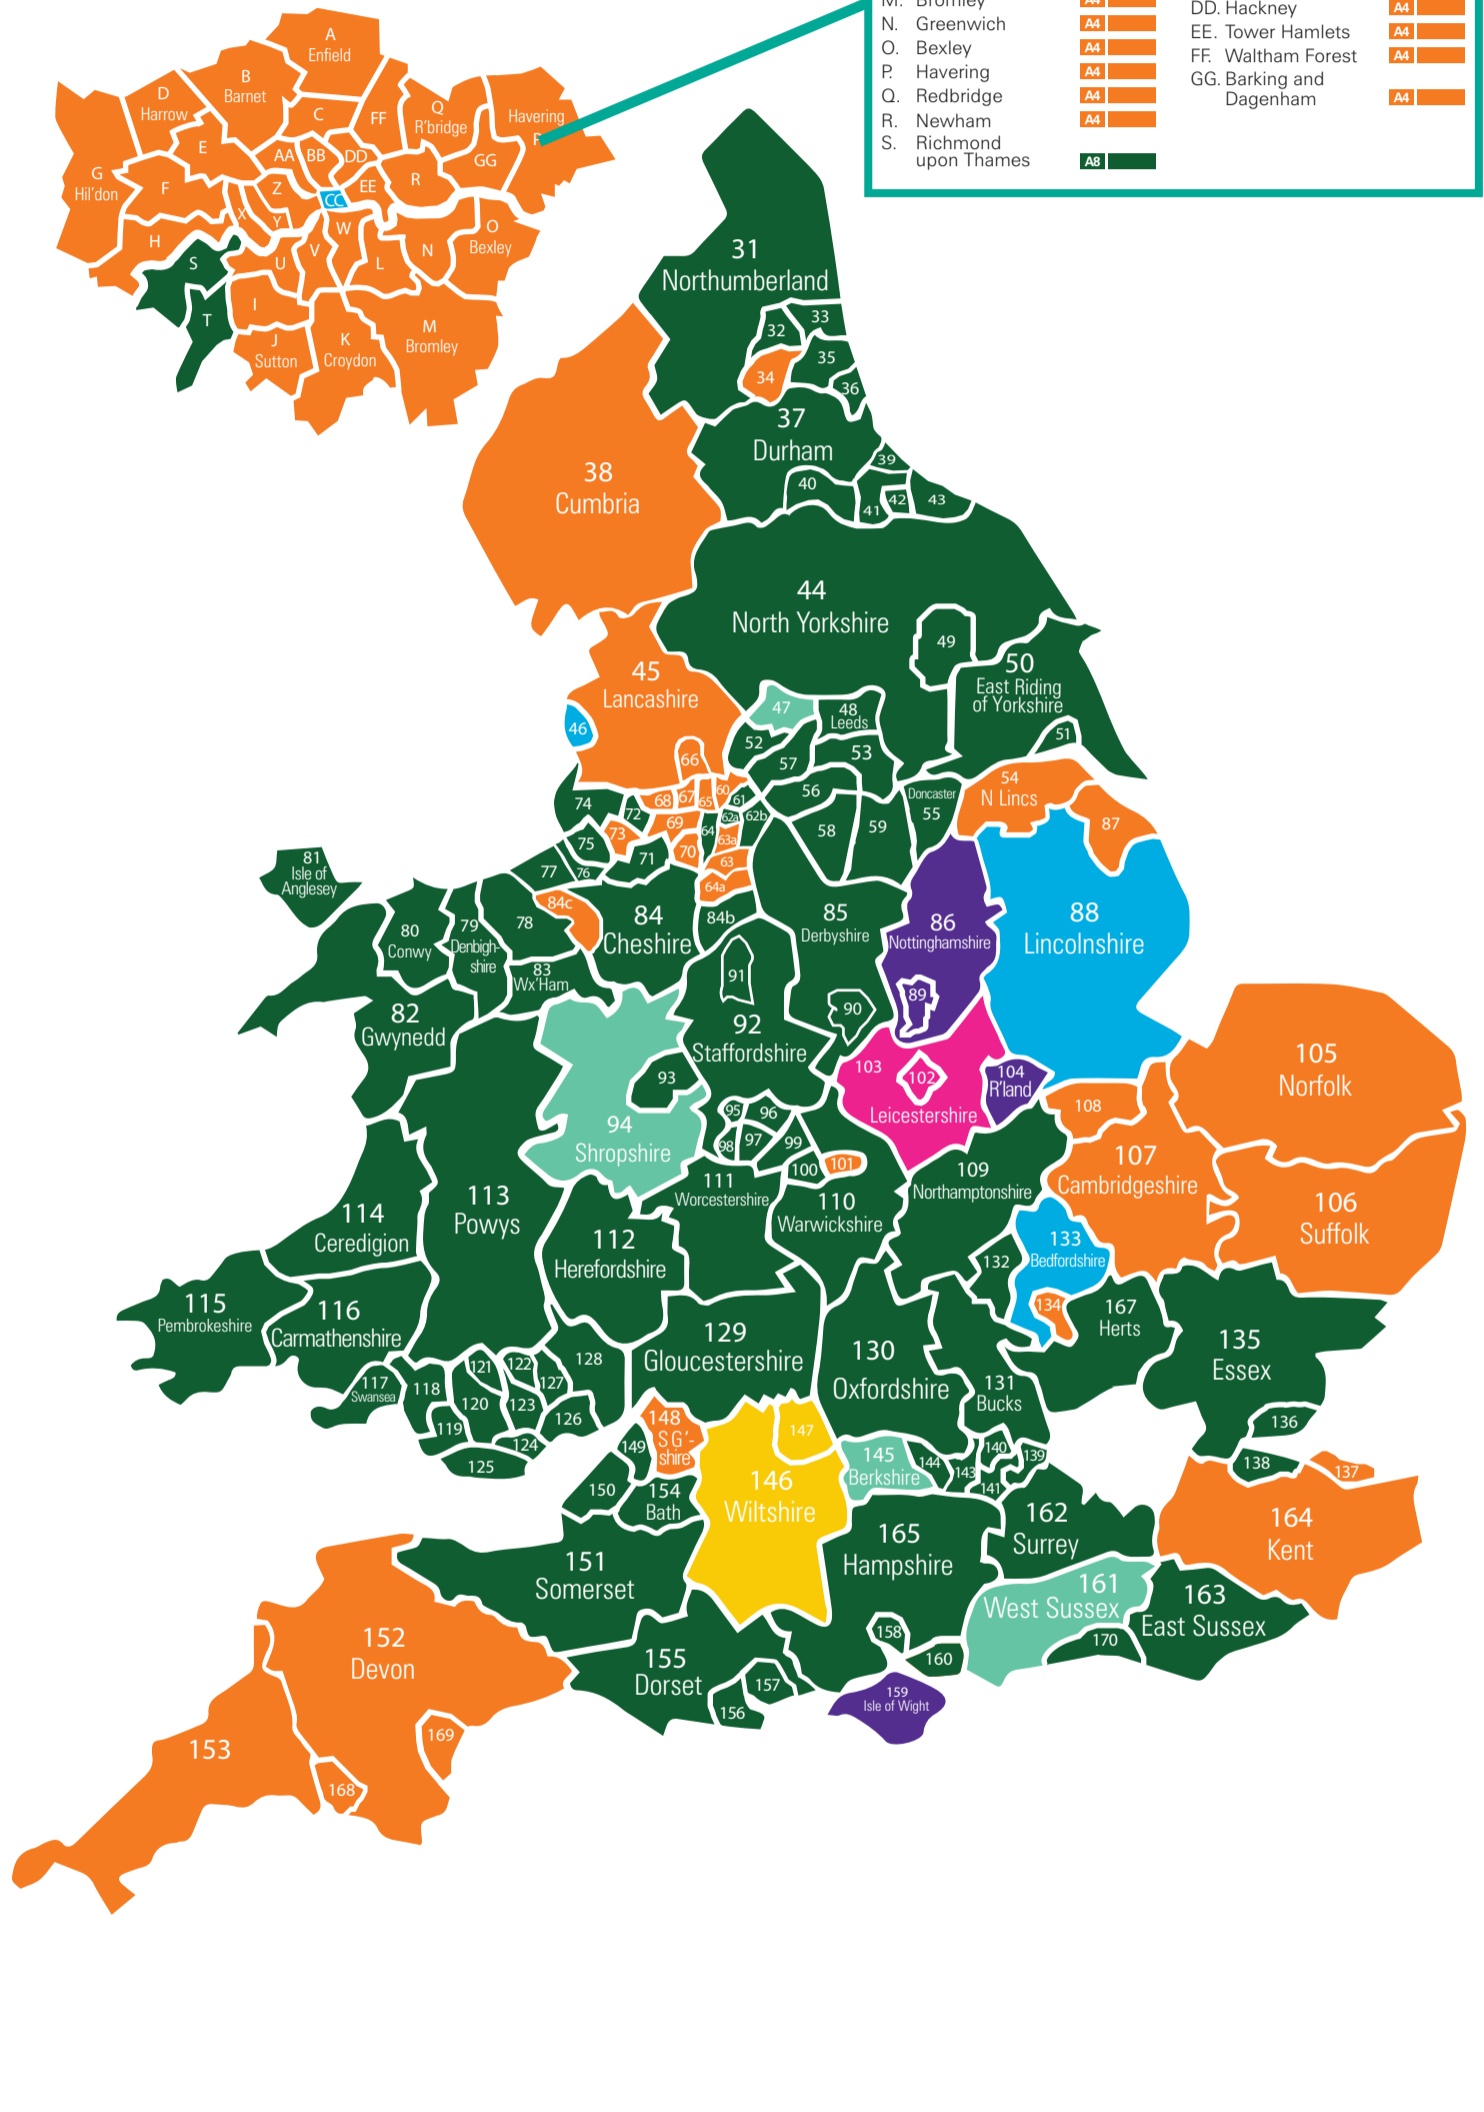 M. Bromley A4
N. Greenwich A4
O. Bexley A4
P. Havering A4
Q. Redbridge A4
R. Newham A4
S. Richmond
upon Thames A8
DD. Hackney A4
EE. Tower Hamlets A4
FF. Waltham Forest A4
GG. Barking and
Dagenham A4
A
Enfield
B
Barnet
C
D
Harrow
E
F
FF
Q
R'bridge
Havering
P
G
Hil'don
AA
BB
DD
GG
Z
CC
EE
R
H
X
Y
W
V
U
L
N
O
Bexley
S
T
I
J
Sutton
K
Croydon
M
Bromley
31
Northumberland
32
33
34
35
36
37
Durham
38
Cumbria
39
40
41
42
43
44
North Yorkshire
45
Lancashire
46
47
48
Leeds
49
50
East Riding
of Yorkshire
51
52
53
54
N Lincs
Doncaster
55
56
57
58
59
60
61
62a
62b
63a
63
64
64a
65
66
67
68
69
70
71
72
73
74
75
76
77
78
79
Denbigh-
shire
80
Conwy
81
Isle of
Anglesey
82
Gwynedd
83
Wx'Ham
84
Cheshire
84b
84c
85
Derbyshire
86
Nottinghamshire
87
88
Lincolnshire
89
90
91
92
Staffordshire
93
94
Shropshire
95
96
97
98
99
100
101
102
103
Leicestershire
104
R'land
105
Norfolk
106
Suffolk
107
Cambridgeshire
108
109
Northamptonshire
110
Warwickshire
111
Worcestershire
112
Herefordshire
113
Powys
114
Ceredigion
115
Pembrokeshire
116
Carmathenshire
117
Swansea
118
119
120
121
122
123
124
125
126
127
128
129
Gloucestershire
130
Oxfordshire
131
Bucks
132
133
Bedfordshire
134
167
Herts
135
Essex
136
137
138
139
140
141
143
144
145
Berkshire
146
Wiltshire
147
148
SG'-
shire
149
150
154
Bath
151
Somerset
152
Devon
153
155
Dorset
156
157
158
159
Isle of Wight
160
161
West Sussex
162
Surrey
163
East Sussex
164
Kent
165
Hampshire
168
169
170